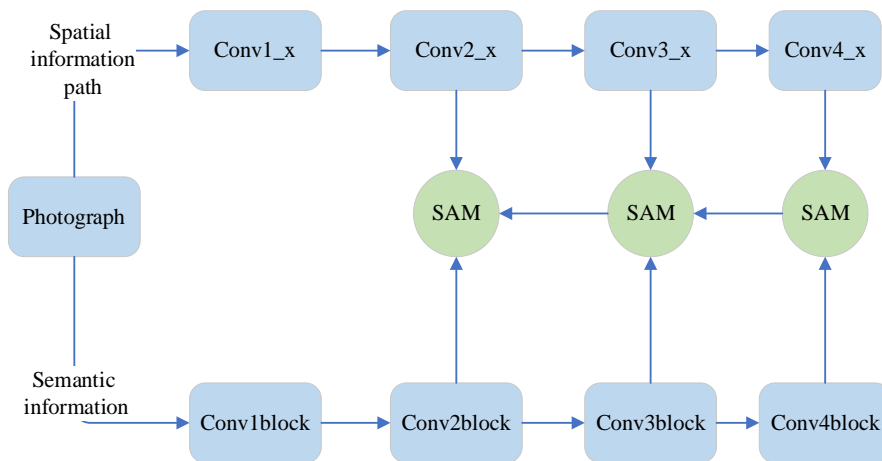 Spatial
information
path
Conv1_x
Conv2_x
Conv3_x
Conv4_x
Photograph
SAM
SAM
SAM
Semantic
information
Conv1block
Conv2block
Conv3block
Conv4block